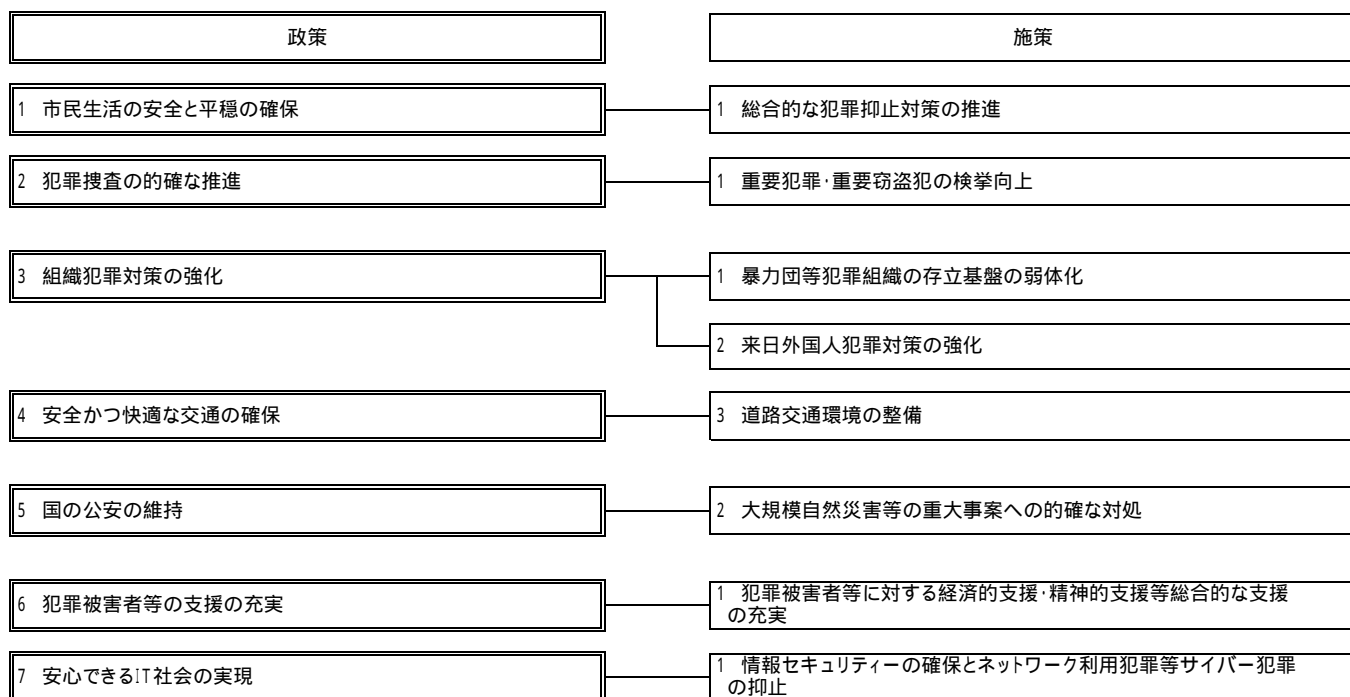 政策 施策
1 市民生活の安全と平穏の確保 1 総合的な犯罪抑止対策の推進
2 犯罪捜査の的確な推進 1 重要犯罪・重要窃盗犯の検挙向上
3 組織犯罪対策の強化 1 暴力団等犯罪組織の存立基盤の弱体化
2 来日外国人犯罪対策の強化
4 安全かつ快適な交通の確保 3 道路交通環境の整備
5 国の公安の維持 2 大規模自然災害等の重大事案への的確な対処
6 犯罪被害者等の支援の充実 1 犯罪被害者等に対する経済的支援・精神的支援等総合的な支援
の充実
7 安心できるIT社会の実現 1 情報セキュリティーの確保とネットワーク利用犯罪等サイバー犯罪
の抑止